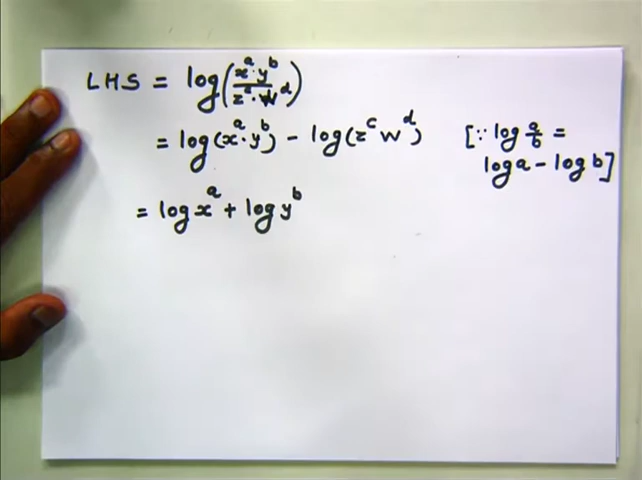 LHS = log(x^a·y^b / z^c·w^d)
= log(x^a·y^b) - log(z^c w^d) [∵ log a/b =
log a - log b]
= log x^a + log y^b